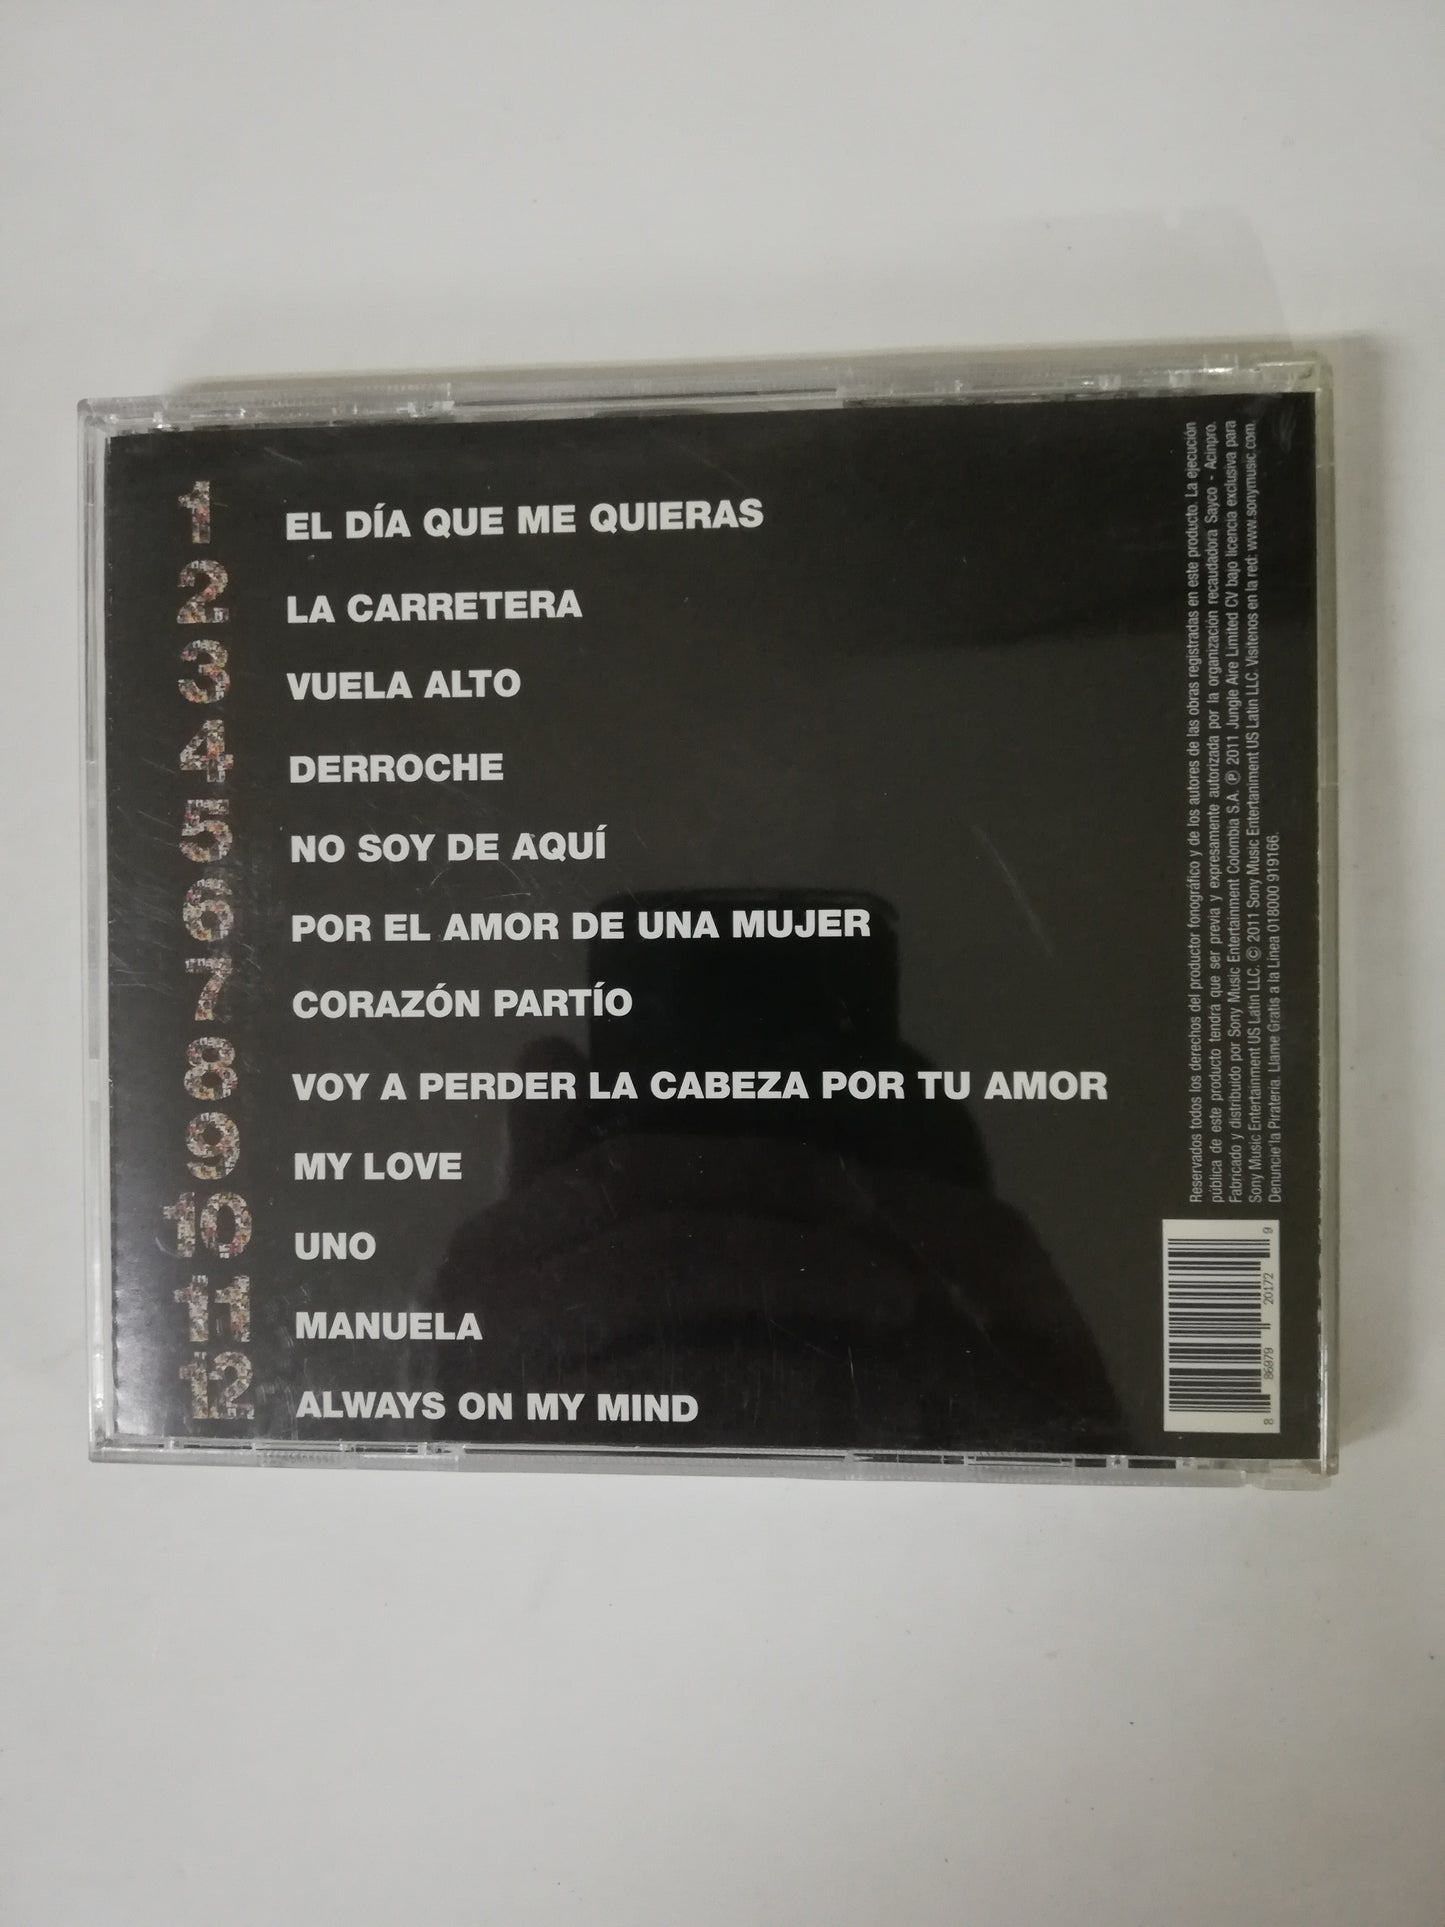 1 EL DÍA QUE ME QUIERAS
2 LA CARRETERA
3 VUELA ALTO
4 DERROCHE
5 NO SOY DE AQUÍ
6 POR EL AMOR DE UNA MUJER
7 CORAZÓN PARTÍO
8 VOY A PERDER LA CABEZA POR TU AMOR
9 MY LOVE
10 UNO
11 MANUELA
12 ALWAYS ON MY MIND
Reservados todos los derechos del productor fonográfico y de los autores de las obras registradas en este producto. La ejecución
pública de este producto tendrá que ser previa y expresamente autorizada por la organización recaudadora Sayco - Acinpro.
Fabricado y distribuido por Sony Music Entertainment Colombia S.A. ℗ 2011 Jungle Aire Limited CV bajo licencia exclusiva para
Sony Music Entertainment US Latin LLC. © 2011 Sony Music Entertaniment US Latin LLC. Visítenos en la red: www.sonymusic.com.
Denuncie la Piratería. Llame Gratis a la Línea 018000 919166.
8 86979 20172 9